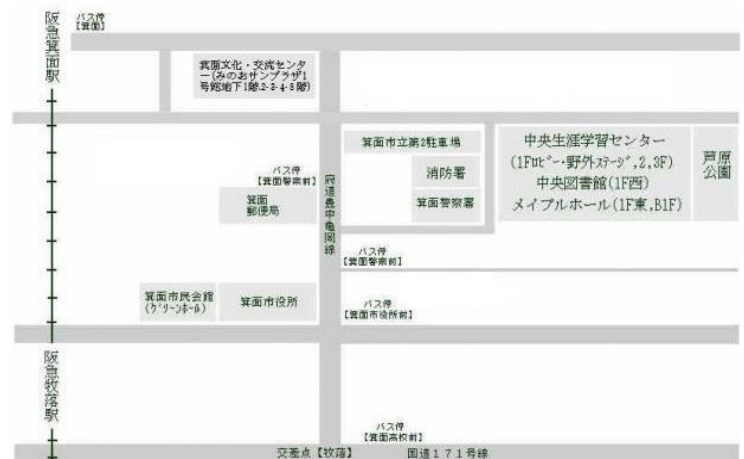 阪急箕面駅
バス停
【箕面】
箕面文化・交流センタ
ー(みのおサンプラザ1
号館地下1階.2･3･4･5階)
箕面市立第2駐車場
消防署
箕面警察署
中央生涯学習センター
(1Fロビー・野外ステージ,2,3F)
中央図書館(1F西)
メイプルホール(1F東,B1F)
芦原
公園
バス停
【箕面警察前】
箕面
郵便局
府道豊中亀岡線
バス停
【箕面警察前】
箕面市民会館
(グリーンホール)
箕面市役所
バス停
【箕面市役所前】
阪急牧落駅
バス停
【箕面高校前】
交差点【牧落】
国道171号線